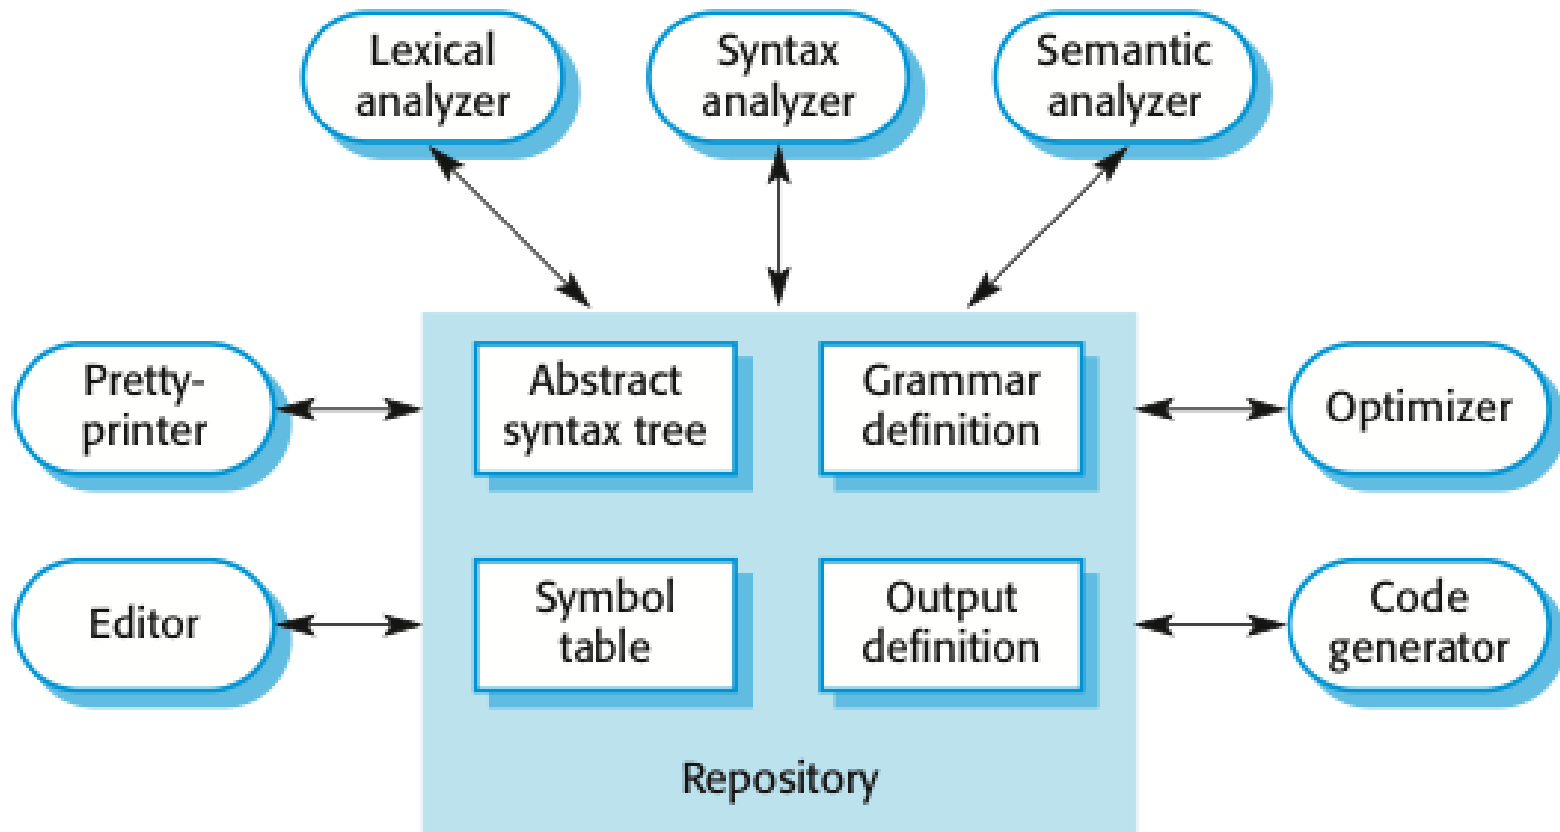 Lexical
analyzer
Syntax
analyzer
Semantic
analyzer
Pretty-
printer
Abstract
syntax tree
Grammar
definition
Optimizer
Editor
Symbol
table
Output
definition
Code
generator
Repository